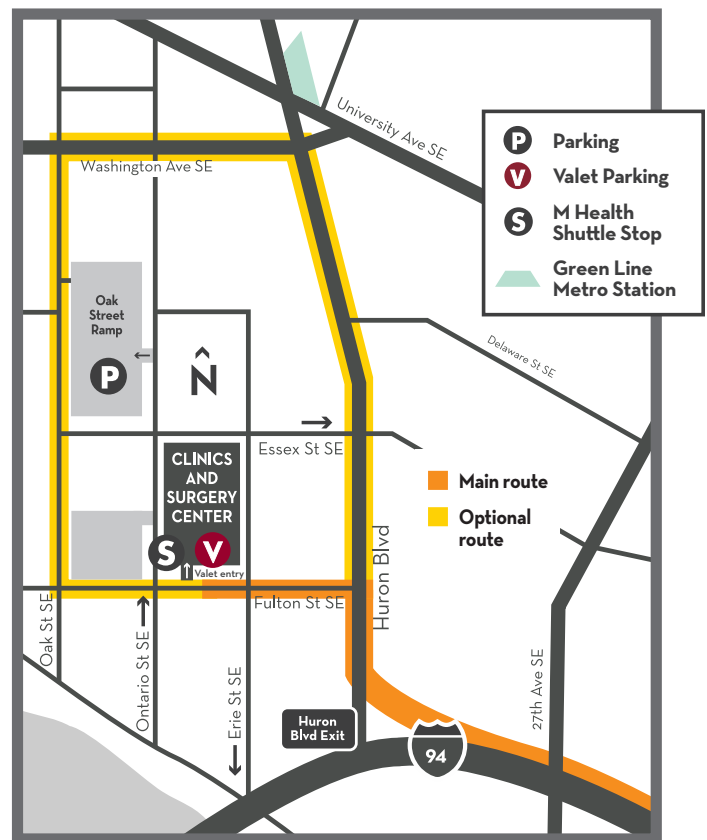 University Ave SE
Washington Ave SE
P Parking
V Valet Parking
S M Health
Shuttle Stop
Green Line
Metro Station
Oak
Street
Ramp
P
←
^
N
Delaware St SE
→
Essex St SE
CLINICS
AND
SURGERY
CENTER
S
V
↑
Valet entry
Main route
Optional
route
Fulton St SE
Huron Blvd
Oak St SE
Ontario St SE →
← Erie St SE
27th Ave SE
Huron
Blvd Exit
94